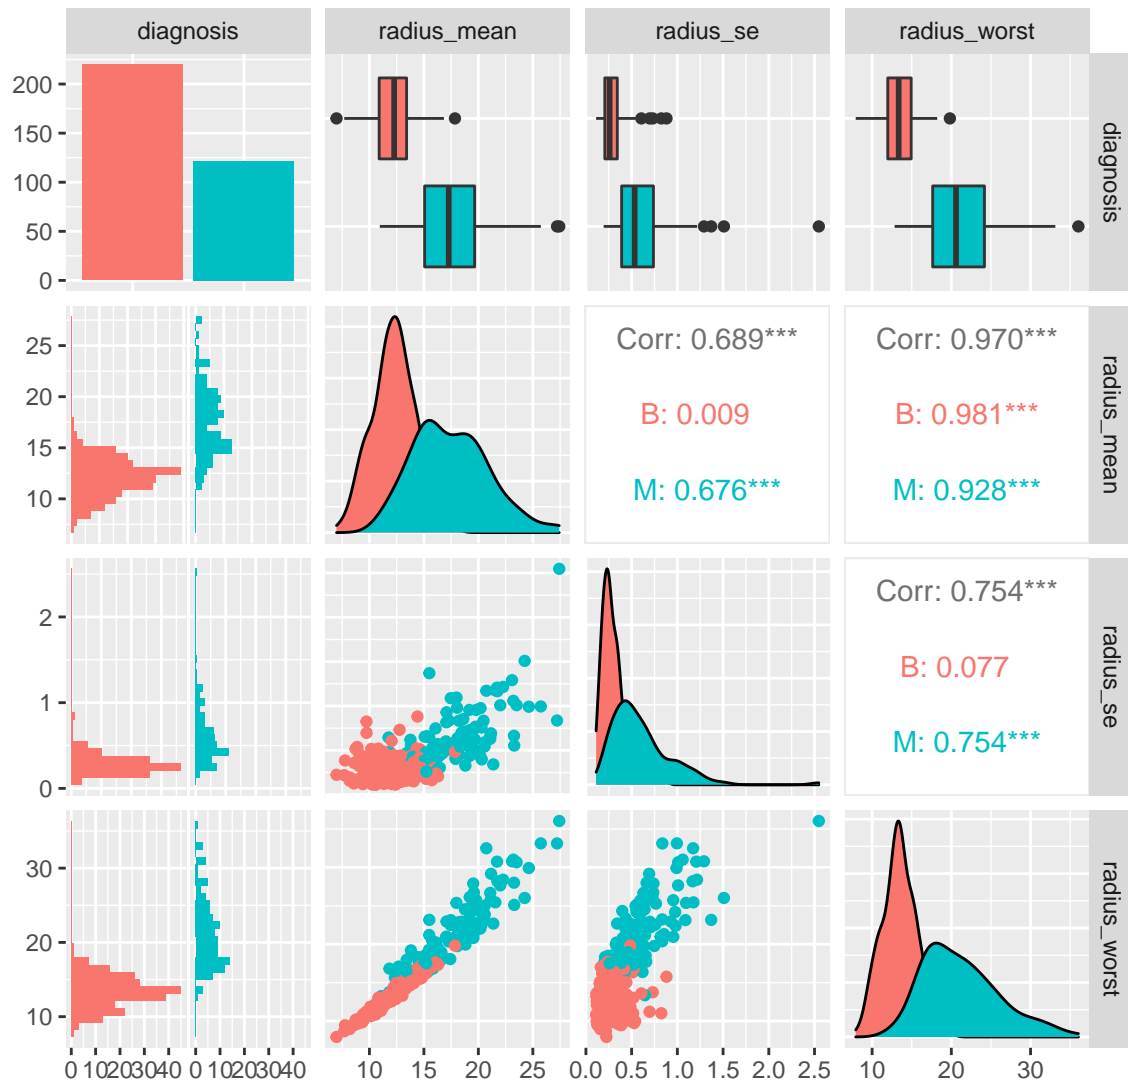 diagnosis radius_mean radius_se radius_worst
200
150
100
50
0
diagnosis
25
20
15
10
Corr: 0.689***
B: 0.009
M: 0.676***
Corr: 0.970***
B: 0.981***
M: 0.928***
radius_mean
2
1
0
Corr: 0.754***
B: 0.077
M: 0.754***
radius_se
30
20
10
radius_worst
0 10 20 30 40 0 10 20 30 40 10 15 20 25 0.0 0.5 1.0 1.5 2.0 2.5 10 20 30